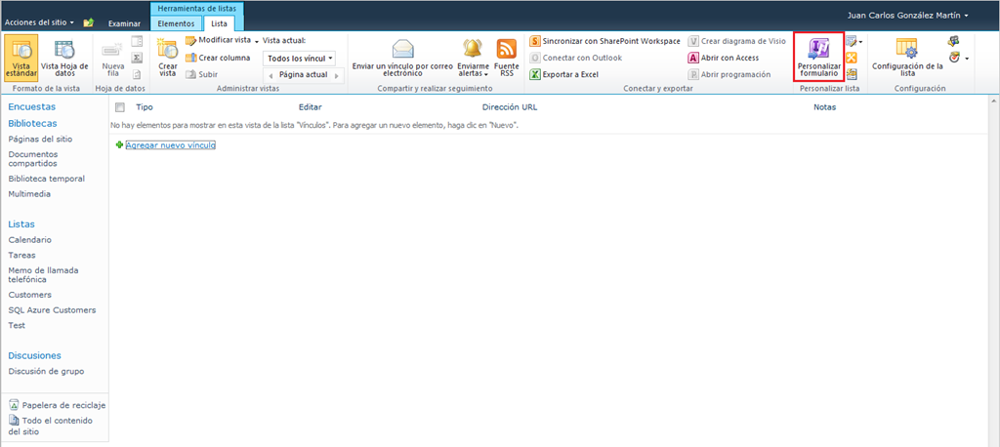 Herramientas de listas
Acciones del sitio
Examinar
Elementos
Lista
Juan Carlos González Martín
Vista estándar
Vista Hoja de datos
Formato de la vista
Nueva fila
Hoja de datos
Crear vista
Modificar vista
Crear columna
Subir
Vista actual:
Todos los víncul
Página actual
Administrar vistas
Enviar un vínculo por correo electrónico
Enviarme alertas
Fuente RSS
Compartir y realizar seguimiento
Sincronizar con SharePoint Workspace
Conectar con Outlook
Exportar a Excel
Crear diagrama de Visio
Abrir con Access
Abrir programación
Conectar y exportar
Personalizar formulario
Personalizar lista
Configuración de la lista
Configuración
Encuestas
Bibliotecas
Páginas del sitio
Documentos
compartidos
Biblioteca temporal
Multimedia
Listas
Calendario
Tareas
Memo de llamada
telefónica
Customers
SQL Azure Customers
Test
Discusiones
Discusión de grupo
Papelera de reciclaje
Todo el contenido
del sitio
Tipo Editar Dirección URL Notas
No hay elementos para mostrar en esta vista de la lista "Vínculos". Para agregar un nuevo elemento, haga clic en "Nuevo".
Agregar nuevo vínculo